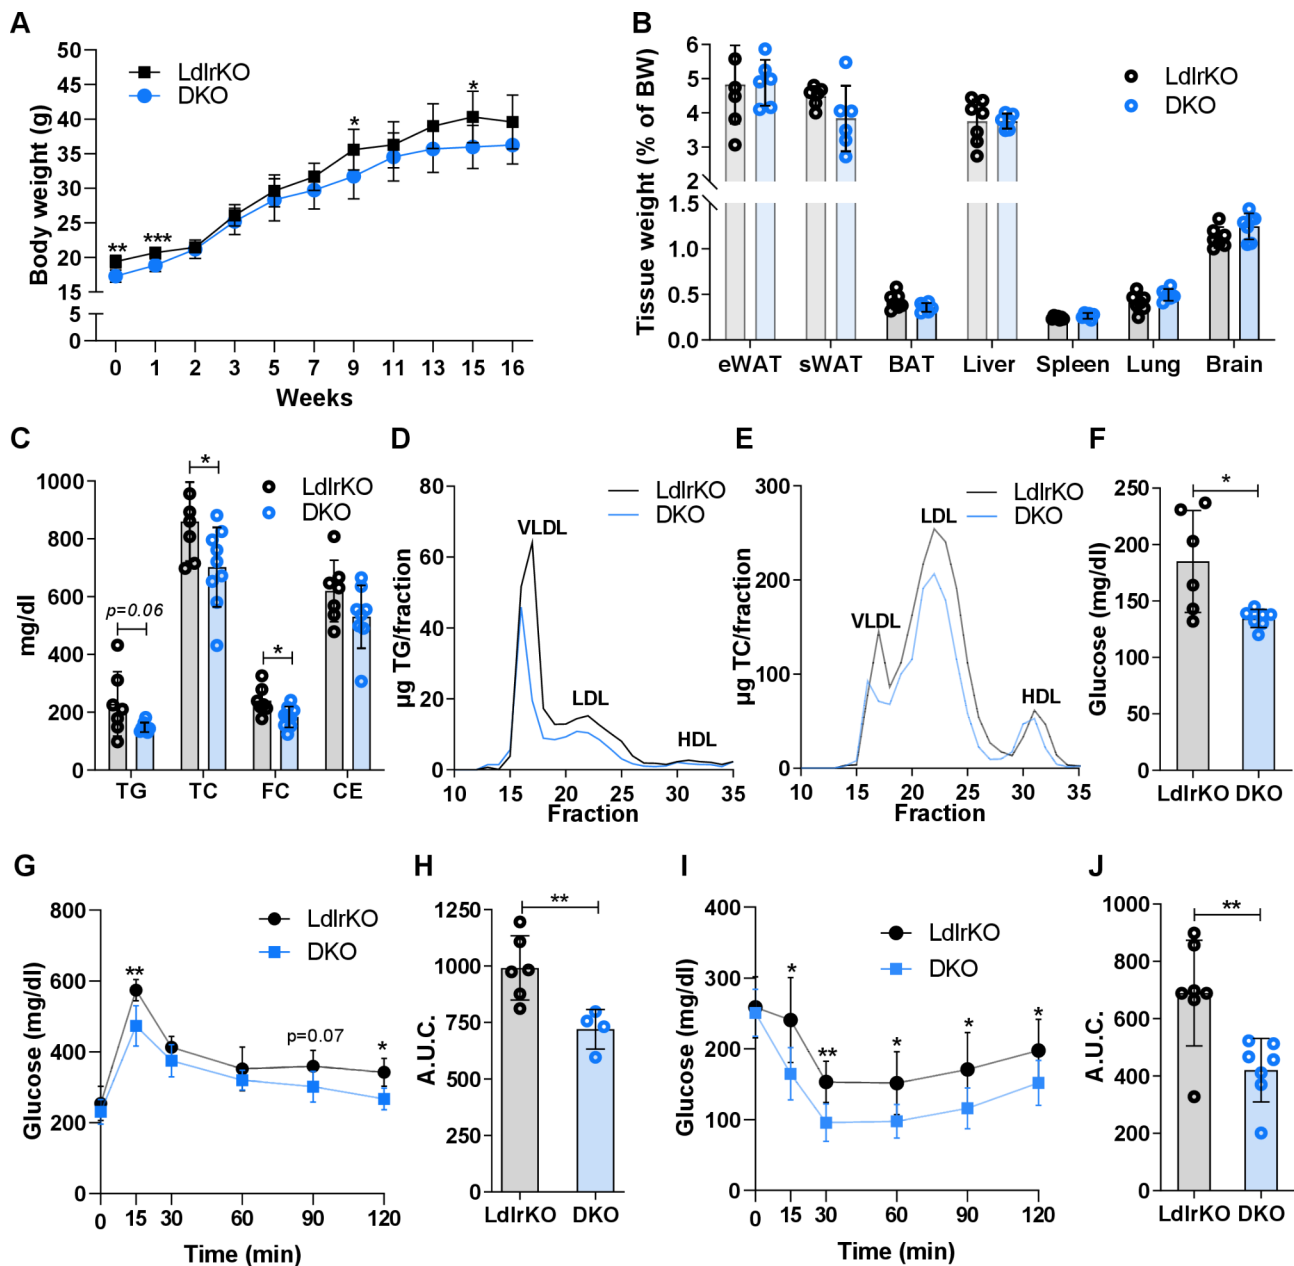 A
Body weight (g)
50
45
40
35
30
25
20
15
5
0
LdlrKO
DKO
**
***
*
*
0 1 2 3 5 7 9 11 13 15 16
Weeks
B
Tissue weight (% of BW)
6
5
4
3
2
1.5
1.0
0.5
0.0
LdlrKO
DKO
eWAT sWAT BAT Liver Spleen Lung Brain
C
mg/dl
1000
800
600
400
200
0
LdlrKO
DKO
p=0.06
*
*
TG TC FC CE
D
µg TG/fraction
80
60
40
20
0
LdlrKO
DKO
VLDL
LDL
HDL
10 15 20 25 30 35
Fraction
E
µg TC/fraction
300
200
100
0
LdlrKO
DKO
LDL
VLDL
HDL
10 15 20 25 30 35
Fraction
F
Glucose (mg/dl)
250
200
150
100
50
0
*
LdlrKO DKO
G
Glucose (mg/dl)
800
600
400
200
0
LdlrKO
DKO
**
p=0.07
*
0 15 30 60 90 120
Time (min)
H
A.U.C.
1250
1000
750
500
250
0
**
LdlrKO DKO
I
Glucose (mg/dl)
400
300
200
100
0
LdlrKO
DKO
*
**
*
*
*
0 15 30 60 90 120
Time (min)
J
A.U.C.
1000
800
600
400
200
0
**
LdlrKO DKO